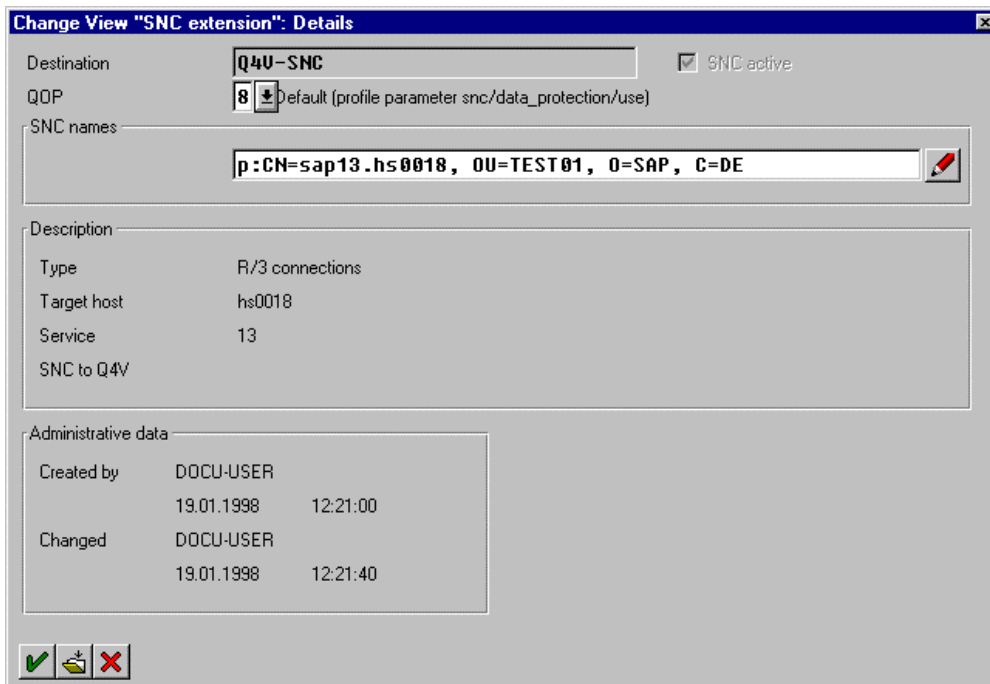 Change View "SNC extension": Details
Destination Q4V-SNC SNC active
QOP 8 Default (profile parameter snc/data_protection/use)
SNC names
p:CN=sap13.hs0018, OU=TEST01, O=SAP, C=DE
Description
Type R/3 connections
Target host hs0018
Service 13
SNC to Q4V
Administrative data
Created by DOCU-USER
19.01.1998 12:21:00
Changed DOCU-USER
19.01.1998 12:21:40